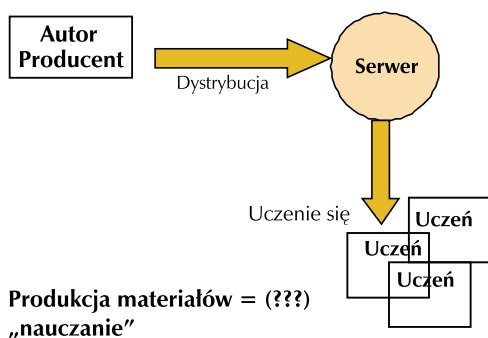 Autor
Producent
Dystrybucja
Serwer
Uczenie się
Uczeń
Uczeń
Uczeń
Produkcja materiałów = (???)
„nauczanie”